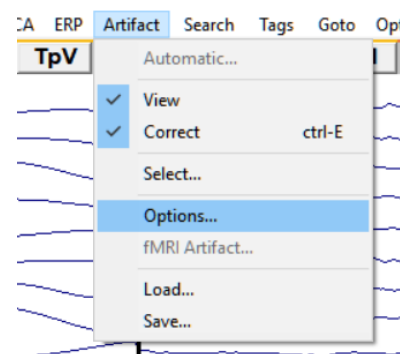 CA ERP Artifact Search Tags Goto Opt
TpV
Automatic...
View
Correct ctrl-E
Select...
Options...
fMRI Artifact...
Load...
Save...